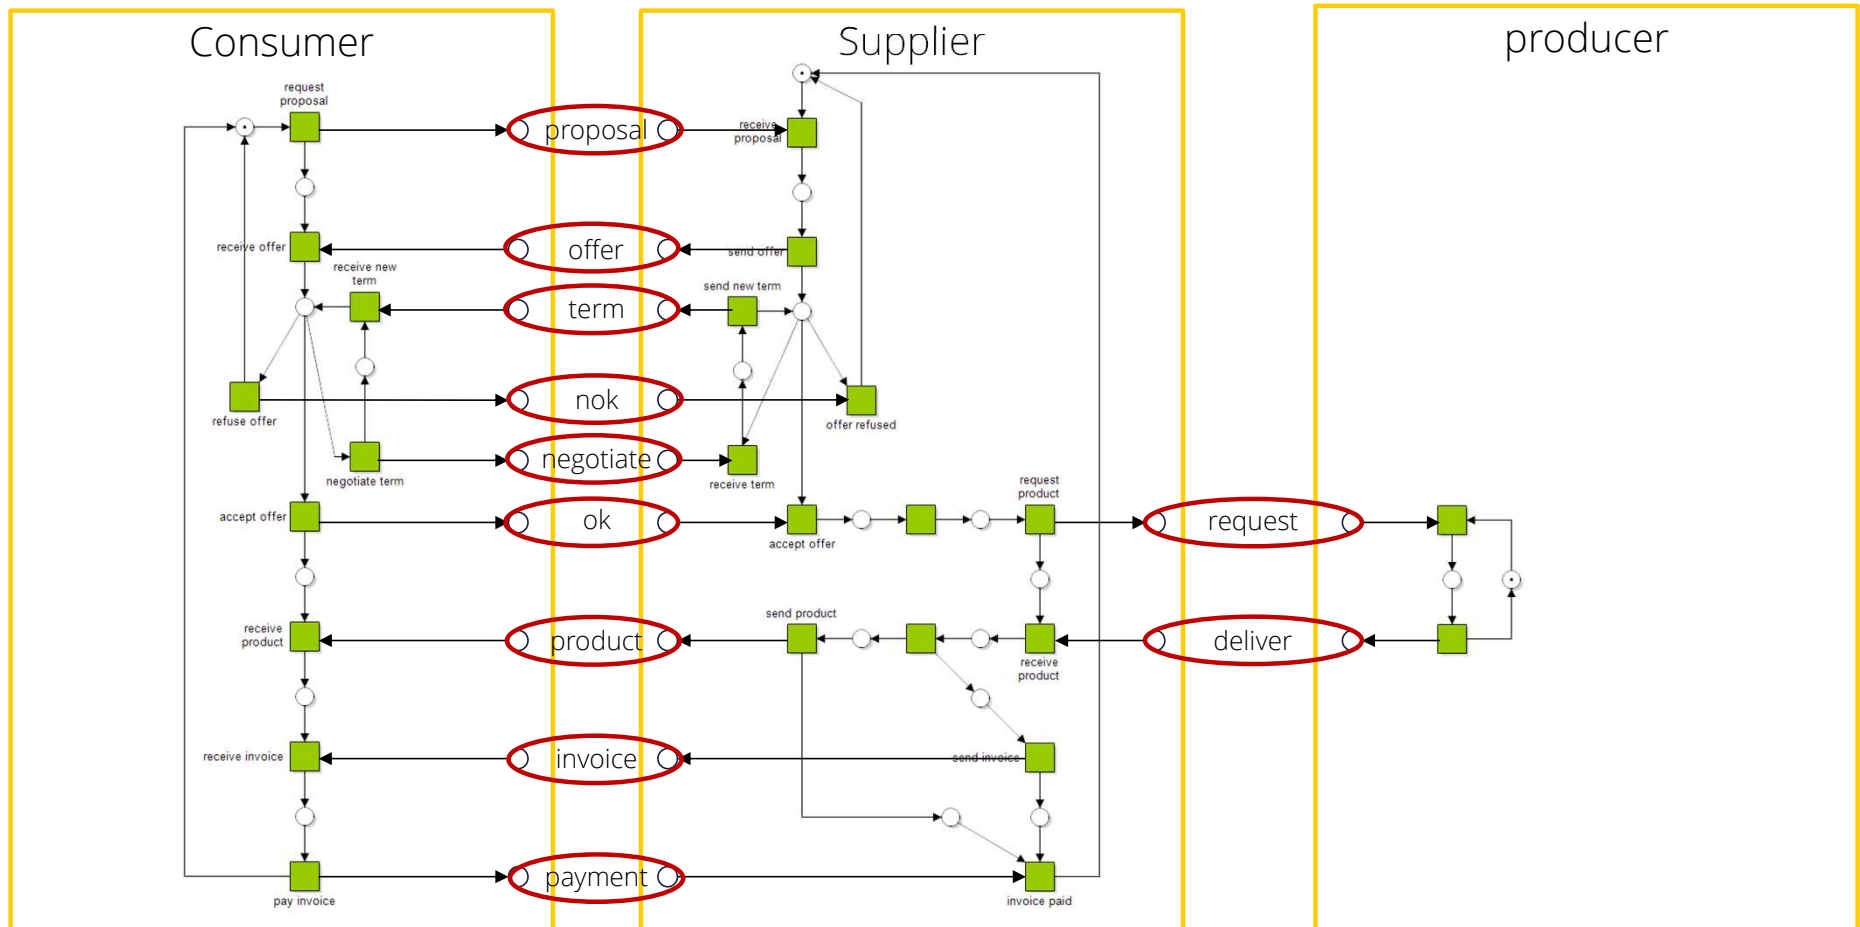 Consumer
Supplier
producer
request
proposal
proposal
receive
proposal
receive offer
offer
send offer
receive new
term
term
send new term
refuse offer
nok
offer refused
negotiate term
negotiate
receive term
accept offer
ok
accept offer
request
product
request
receive
product
product
send product
receive
product
deliver
receive invoice
invoice
send invoice
pay invoice
payment
invoice paid